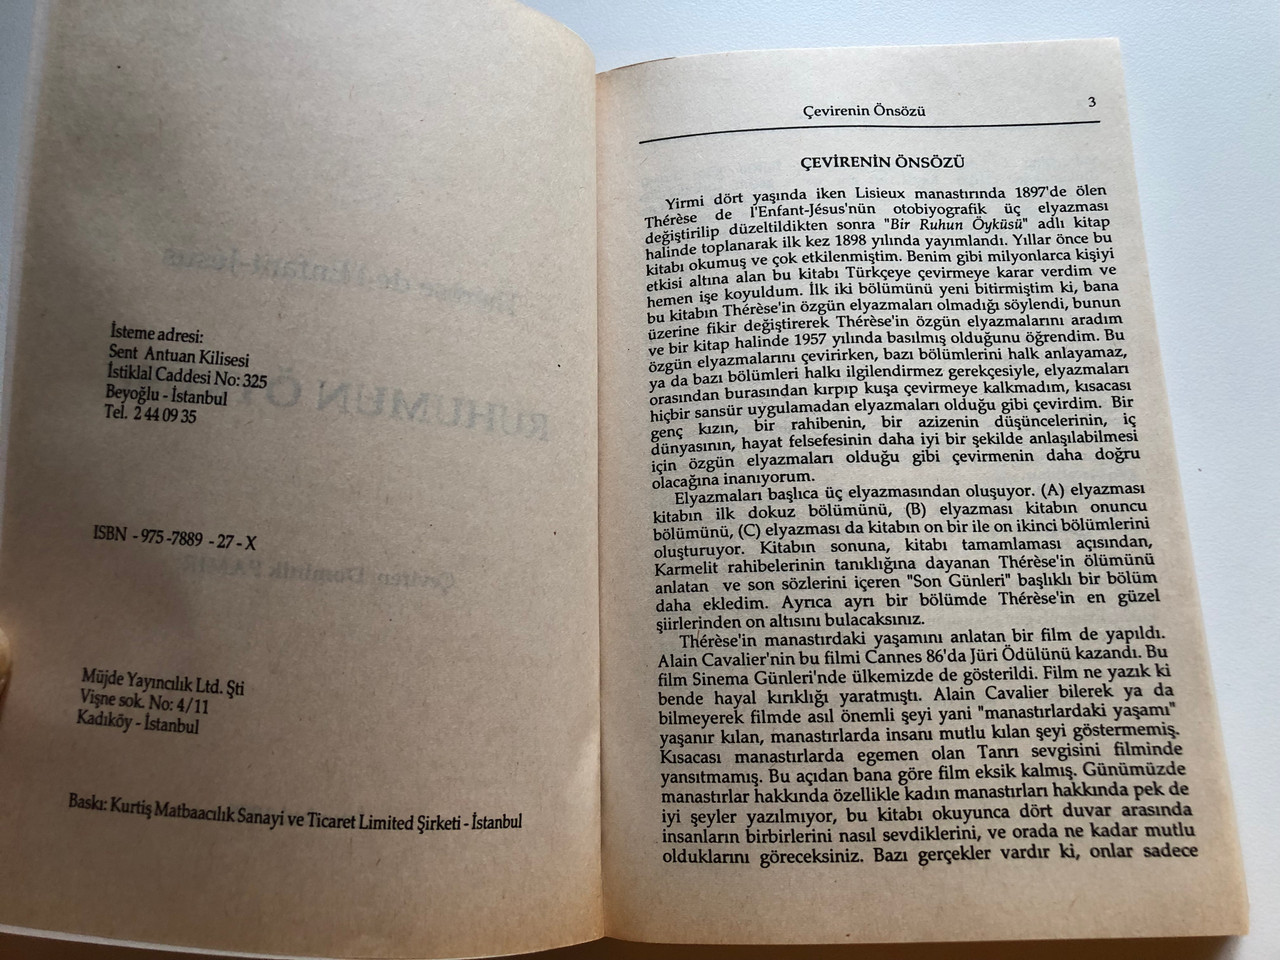 İsteme adresi:
Sent Antuan Kilisesi
İstiklal Caddesi No: 325
Beyoğlu - İstanbul
Tel. 2 44 09 35
ISBN - 975 -7889 - 27 - X
Müjde Yayıncılık Ltd. Şti
Vişne sok. No: 4/11
Kadıköy - İstanbul
Baskı: Kurtiş Matbaacılık Sanayi ve Ticaret Limited Şirketi - İstanbul
Çevirenin Önsözü 3
ÇEVİRENİN ÖNSÖZÜ
Yirmi dört yaşında iken Lisieux manastırında 1897'de ölen
Thérèse de l'Enfant-Jésus'nün otobiyografik üç elyazması
değiştirilip düzeltildikten sonra "Bir Ruhun Öyküsü" adlı kitap
halinde toplanarak ilk kez 1898 yılında yayımlandı. Yıllar önce bu
kitabı okumuş ve çok etkilenmiştim. Benim gibi milyonlarca kişiyi
etkisi altına alan bu kitabı Türkçeye çevirmeye karar verdim ve
hemen işe koyuldum. İlk iki bölümünü yeni bitirmiştim ki, bana
bu kitabın Thérèse'in özgün elyazmaları olmadığı söylendi, bunun
üzerine fikir değiştirerek Thérèse'in özgün elyazmalarını aradım
ve bir kitap halinde 1957 yılında basılmış olduğunu öğrendim. Bu
özgün elyazmalarını çevirirken, bazı bölümlerini halk anlayamaz,
ya da bazı bölümleri halkı ilgilendirmez gerekçesiyle, elyazmaları
orasından burasından kırpıp kuşa çevirmeye kalkmadım, kısacası
hiçbir sansür uygulamadan elyazmaları olduğu gibi çevirdim. Bir
genç kızın, bir rahibenin, bir azizenin düşüncelerinin, iç
dünyasının, hayat felsefesinin daha iyi bir şekilde anlaşılabilmesi
için özgün elyazmaları olduğu gibi çevirmenin daha doğru
olacağına inanıyorum.
Elyazmaları başlıca üç elyazmasından oluşuyor. (A) elyazması
kitabın ilk dokuz bölümünü, (B) elyazması kitabın onuncu
bölümünü, (C) elyazması da kitabın on bir ile on ikinci bölümlerini
oluşturuyor. Kitabın sonuna, kitabı tamamlaması açısından,
Karmelit rahibelerinin tanıklığına dayanan Thérèse'in ölümünü
anlatan ve son sözlerini içeren "Son Günleri" başlıklı bir bölüm
daha ekledim. Ayrıca ayrı bir bölümde Thérèse'in en güzel
şiirlerinden on altısını bulacaksınız.
Thérèse'in manastırdaki yaşamını anlatan bir film de yapıldı.
Alain Cavalier'nin bu filmi Cannes 86'da Jüri Ödülünü kazandı. Bu
film Sinema Günleri'nde ülkemizde de gösterildi. Film ne yazık ki
bende hayal kırıklığı yaratmıştı. Alain Cavalier bilerek ya da
bilmeyerek filmde asıl önemli şeyi yani "manastırlardaki yaşamı"
yaşanır kılan, manastırlarda insanı mutlu kılan şeyi göstermemiş.
Kısacası manastırlarda egemen olan Tanrı sevgisini filminde
yansıtmamış. Bu açıdan bana göre film eksik kalmış. Günümüzde
manastırlar hakkında özellikle kadın manastırları hakkında pek de
iyi şeyler yazılmıyor, bu kitabı okuyunca dört duvar arasında
insanların birbirlerini nasıl sevdiklerini, ve orada ne kadar mutlu
olduklarını göreceksiniz. Bazı gerçekler vardır ki, onlar sadece